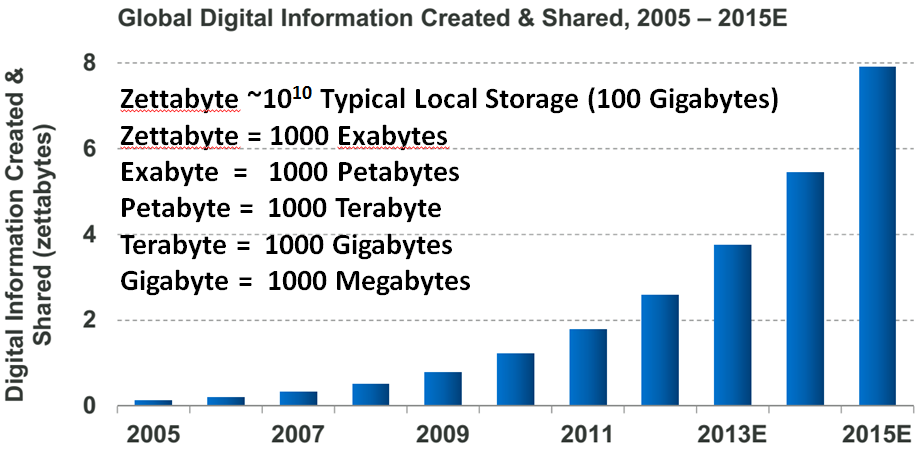 Global Digital Information Created & Shared, 2005 – 2015E
Digital Information Created &
Shared (zettabytes)
8
6
4
2
0
Zettabyte ~10¹⁰ Typical Local Storage (100 Gigabytes)
Zettabyte = 1000 Exabytes
Exabyte = 1000 Petabytes
Petabyte = 1000 Terabyte
Terabyte = 1000 Gigabytes
Gigabyte = 1000 Megabytes
2005 2007 2009 2011 2013E 2015E